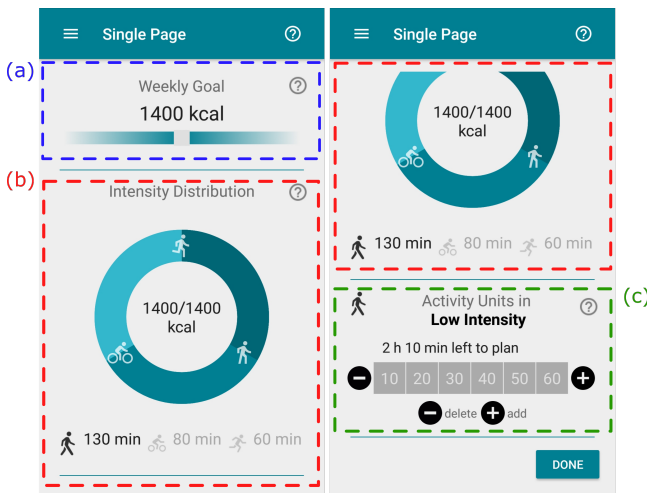 (a)
Single Page
Weekly Goal
1400 kcal
(b)
Intensity Distribution
1400/1400
kcal
130 min 80 min 60 min
Single Page
1400/1400
kcal
130 min 80 min 60 min
(c)
Activity Units in
Low Intensity
2 h 10 min left to plan
10 20 30 40 50 60
delete add
DONE